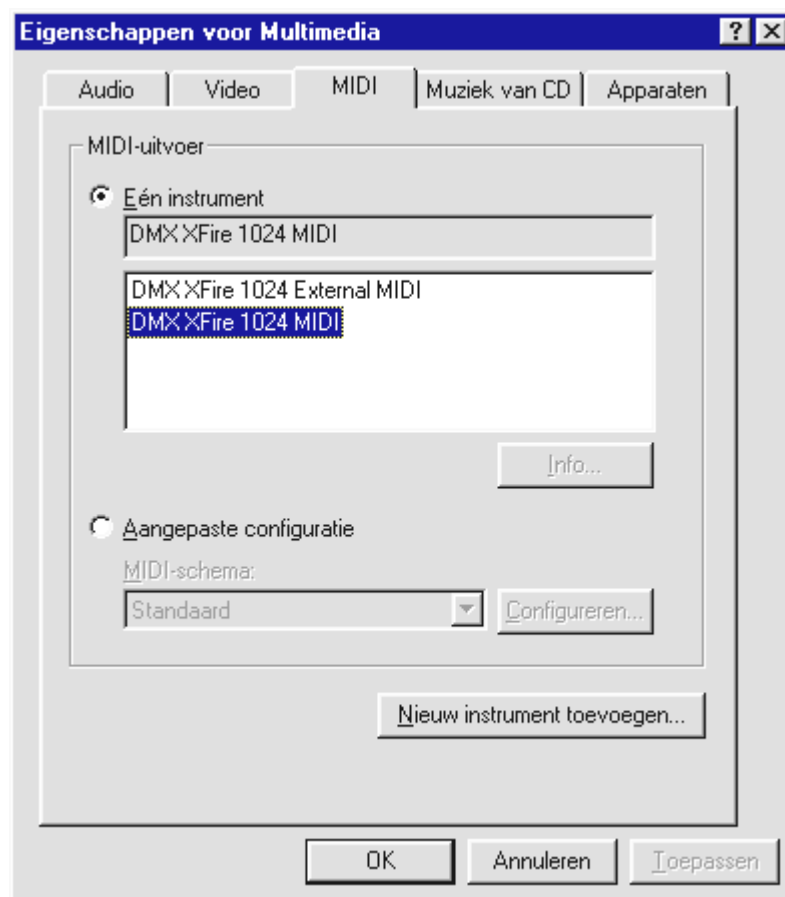 Eigenschappen voor Multimedia
Audio Video MIDI Muziek van CD Apparaten
MIDI-uitvoer
Eén instrument
DMX XFire 1024 MIDI
DMX XFire 1024 External MIDI
DMX XFire 1024 MIDI
Info...
Aangepaste configuratie
MIDI-schema:
Standaard Configureren...
Nieuw instrument toevoegen...
OK Annuleren Toepassen